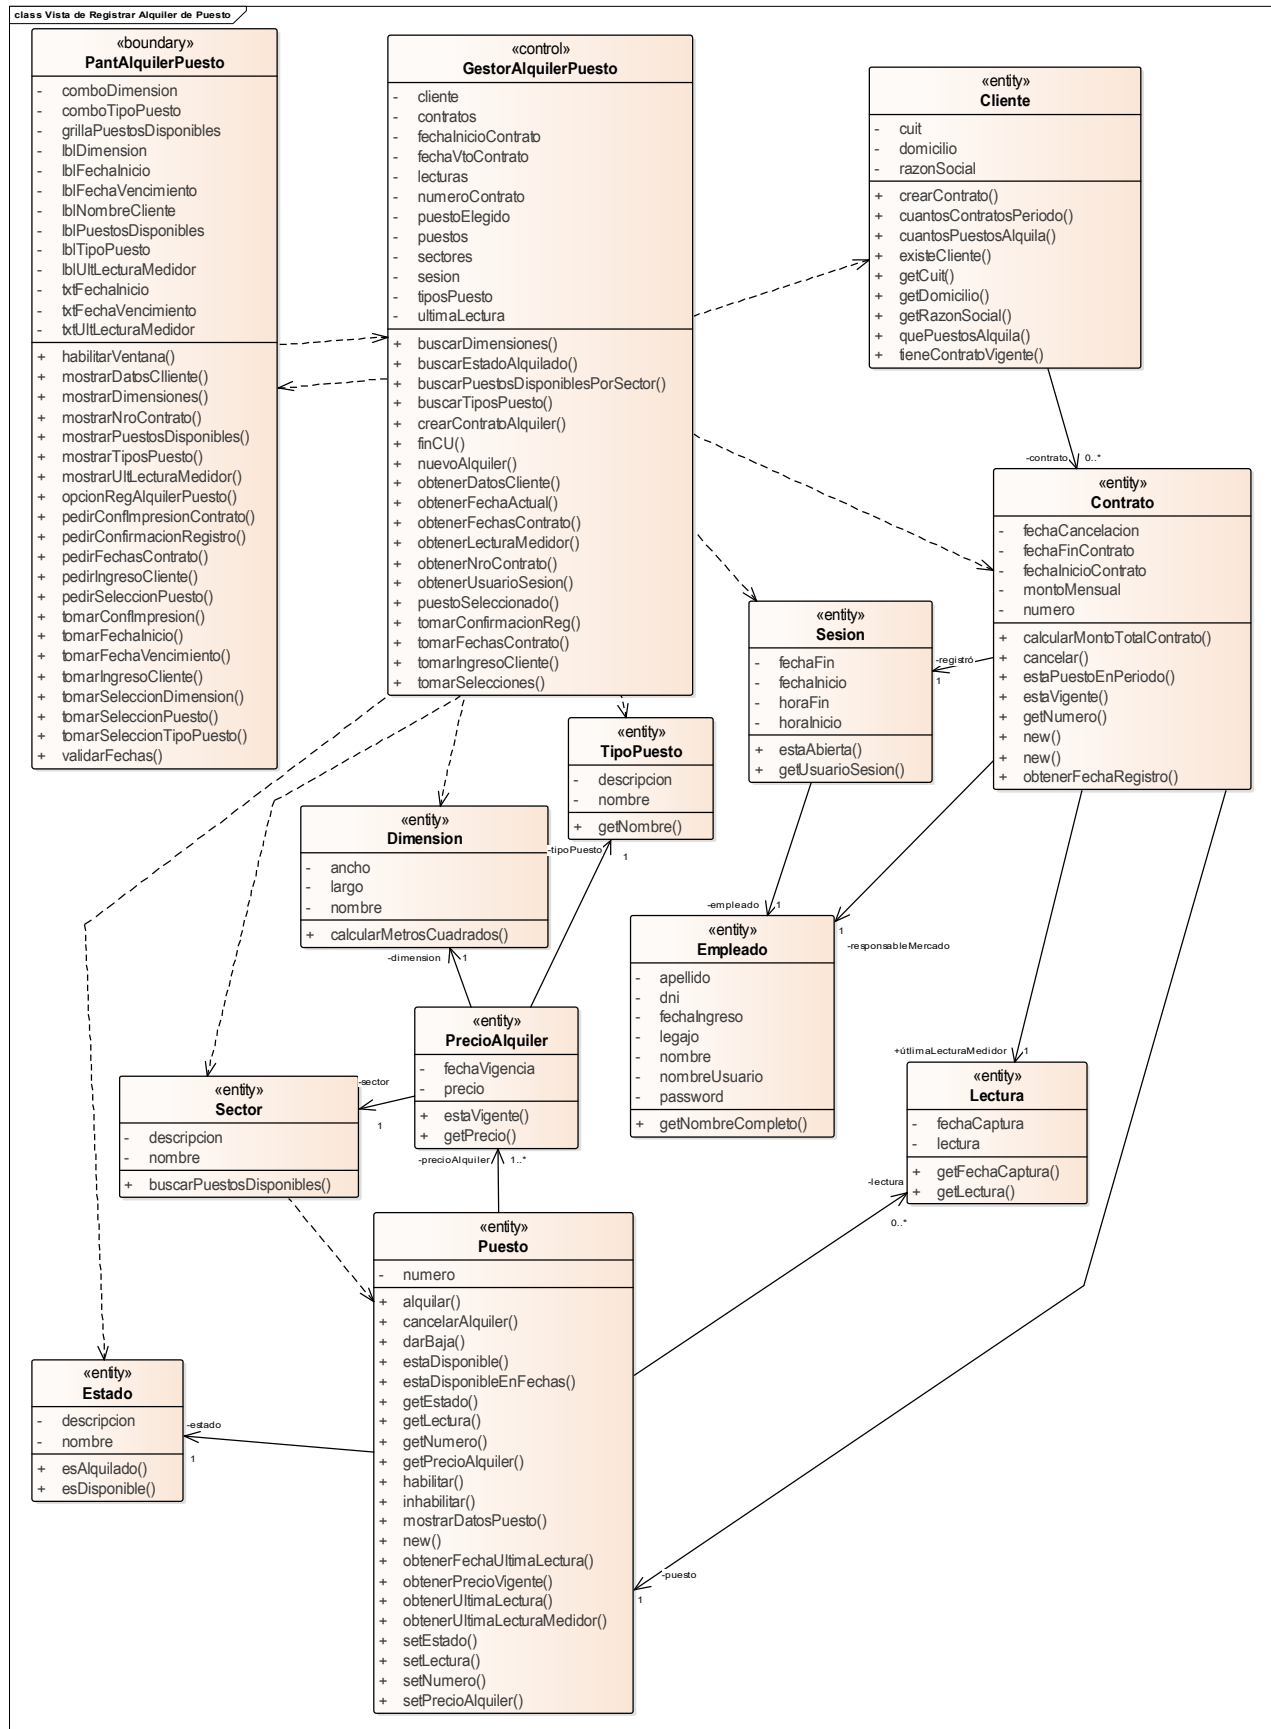 class Vista de Registrar Alquiler de Puesto
«boundary»
PantAlquilerPuesto
- comboDimension
- comboTipoPuesto
- grillaPuestosDisponibles
- lblDimension
- lblFechaInicio
- lblFechaVencimiento
- lblNombreCliente
- lblPuestosDisponibles
- lblTipoPuesto
- lblUltLecturaMedidor
- txtFechaInicio
- txtFechaVencimiento
- txtUltLecturaMedidor
+ habilitarVentana()
+ mostrarDatosClliente()
+ mostrarDimensiones()
+ mostrarNroContrato()
+ mostrarPuestosDisponibles()
+ mostrarTiposPuesto()
+ mostrarUltLecturaMedidor()
+ opcionRegAlquilerPuesto()
+ pedirConfImpresionContrato()
+ pedirConfirmacionRegistro()
+ pedirFechasContrato()
+ pedirIngresoCliente()
+ pedirSeleccionPuesto()
+ tomarConfImpresion()
+ tomarFechaInicio()
+ tomarFechaVencimiento()
+ tomarIngresoCliente()
+ tomarSeleccionDimension()
+ tomarSeleccionPuesto()
+ tomarSeleccionTipoPuesto()
+ validarFechas()
«control»
GestorAlquilerPuesto
- cliente
- contratos
- fechaInicioContrato
- fechaVtoContrato
- lecturas
- numeroContrato
- puestoElegido
- puestos
- sectores
- sesion
- tiposPuesto
- ultimaLectura
+ buscarDimensiones()
+ buscarEstadoAlquilado()
+ buscarPuestosDisponiblesPorSector()
+ buscarTiposPuesto()
+ crearContratoAlquiler()
+ finCU()
+ nuevoAlquiler()
+ obtenerDatosCliente()
+ obtenerFechaActual()
+ obtenerFechasContrato()
+ obtenerLecturaMedidor()
+ obtenerNroContrato()
+ obtenerUsuarioSesion()
+ puestoSeleccionado()
+ tomarConfirmacionReg()
+ tomarFechasContrato()
+ tomarIngresoCliente()
+ tomarSelecciones()
«entity»
Cliente
- cuit
- domicilio
- razonSocial
+ crearContrato()
+ cuantosContratosPeriodo()
+ cuantosPuestosAlquila()
+ existeCliente()
+ getCuit()
+ getDomicilio()
+ getRazonSocial()
+ quePuestosAlquila()
+ tieneContratoVigente()
-contrato
0..*
«entity»
Contrato
- fechaCancelacion
- fechaFinContrato
- fechaInicioContrato
- montoMensual
- numero
+ calcularMontoTotalContrato()
+ cancelar()
+ estaPuestoEnPeriodo()
+ estaVigente()
+ getNumero()
+ new()
+ new()
+ obtenerFechaRegistro()
«entity»
Sesion
- fechaFin
- fechaInicio
- horaFin
- horaInicio
+ estaAbierta()
+ getUsuarioSesion()
-registró
1
«entity»
TipoPuesto
- descripcion
- nombre
+ getNombre()
-tipoPuesto
1
«entity»
Dimension
- ancho
- largo
- nombre
+ calcularMetrosCuadrados()
-dimension
1
-empleado
1
1
-responsableMercado
«entity»
Empleado
- apellido
- dni
- fechaIngreso
- legajo
- nombre
- nombreUsuario
- password
+ getNombreCompleto()
«entity»
PrecioAlquiler
- fechaVigencia
- precio
+ estaVigente()
+ getPrecio()
-precioAlquiler
1..*
-sector
1
«entity»
Sector
- descripcion
- nombre
+ buscarPuestosDisponibles()
+útlimaLecturaMedidor
1
«entity»
Lectura
- fechaCaptura
- lectura
+ getFechaCaptura()
+ getLectura()
-lectura
0..*
«entity»
Puesto
- numero
+ alquilar()
+ cancelarAlquiler()
+ darBaja()
+ estaDisponible()
+ estaDisponibleEnFechas()
+ getEstado()
+ getLectura()
+ getNumero()
+ getPrecioAlquiler()
+ habilitar()
+ inhabilitar()
+ mostrarDatosPuesto()
+ new()
+ obtenerFechaUltimaLectura()
+ obtenerPrecioVigente()
+ obtenerUltimaLectura()
+ obtenerUltimaLecturaMedidor()
+ setEstado()
+ setLectura()
+ setNumero()
+ setPrecioAlquiler()
-puesto
1
«entity»
Estado
- descripcion
- nombre
+ esAlquilado()
+ esDisponible()
-estado
1